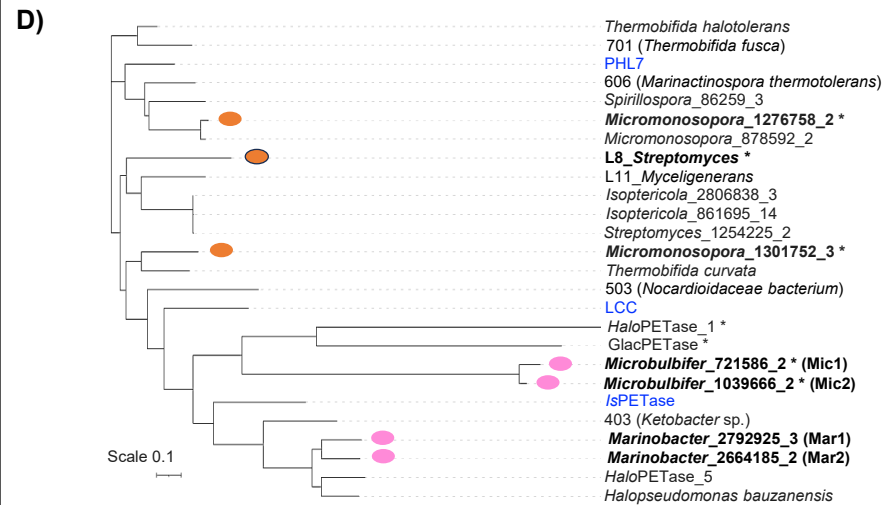 D)
Thermobifida halotolerans
701 (Thermobifida fusca)
PHL7
606 (Marinactinospora thermotolerans)
Spirillospora_86259_3
Micromonosopora_1276758_2 *
Micromonosopora_878592_2
L8_Streptomyces *
L11_Myceligenerans
Isoptericola_2806838_3
Isoptericola_861695_14
Streptomyces_1254225_2
Micromonosopora_1301752_3 *
Thermobifida curvata
503 (Nocardioidaceae bacterium)
LCC
HaloPETase_1 *
GlacPETase *
Microbulbifer_721586_2 * (Mic1)
Microbulbifer_1039666_2 * (Mic2)
IsPETase
403 (Ketobacter sp.)
Marinobacter_2792925_3 (Mar1)
Marinobacter_2664185_2 (Mar2)
HaloPETase_5
Halopseudomonas bauzanensis
Scale 0.1